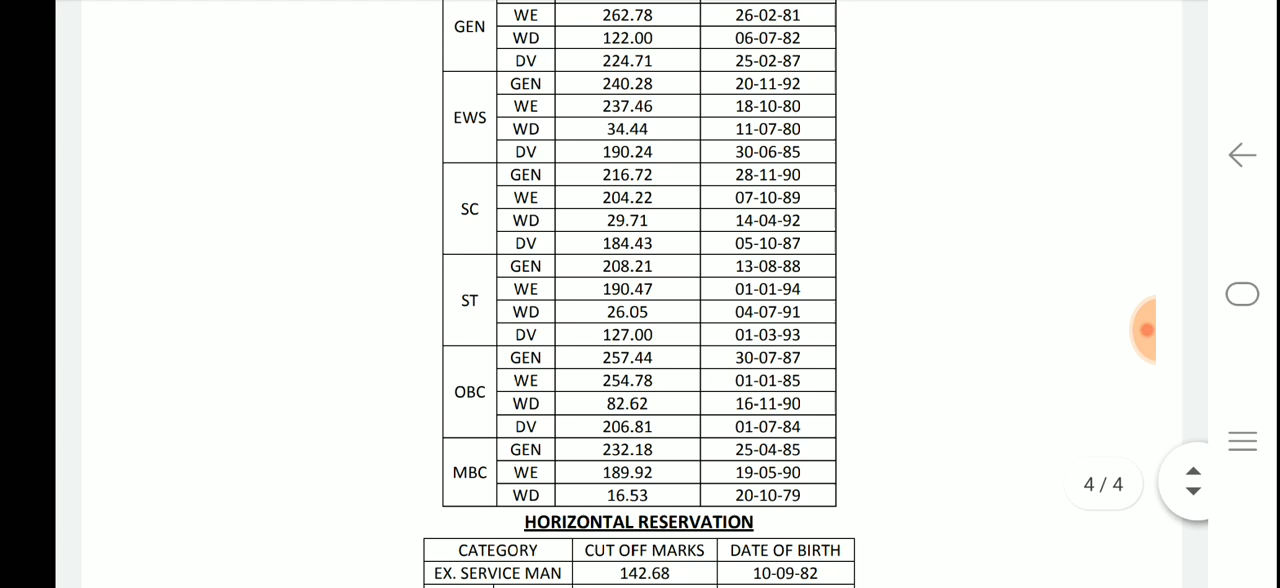 GEN WE 262.78 26-02-81
WD 122.00 06-07-82
DV 224.71 25-02-87
EWS GEN 240.28 20-11-92
WE 237.46 18-10-80
WD 34.44 11-07-80
DV 190.24 30-06-85
SC GEN 216.72 28-11-90
WE 204.22 07-10-89
WD 29.71 14-04-92
DV 184.43 05-10-87
ST GEN 208.21 13-08-88
WE 190.47 01-01-94
WD 26.05 04-07-91
DV 127.00 01-03-93
OBC GEN 257.44 30-07-87
WE 254.78 01-01-85
WD 82.62 16-11-90
DV 206.81 01-07-84
MBC GEN 232.18 25-04-85
WE 189.92 19-05-90
WD 16.53 20-10-79
HORIZONTAL RESERVATION
CATEGORY CUT OFF MARKS DATE OF BIRTH
EX. SERVICE MAN 142.68 10-09-82
4 / 4